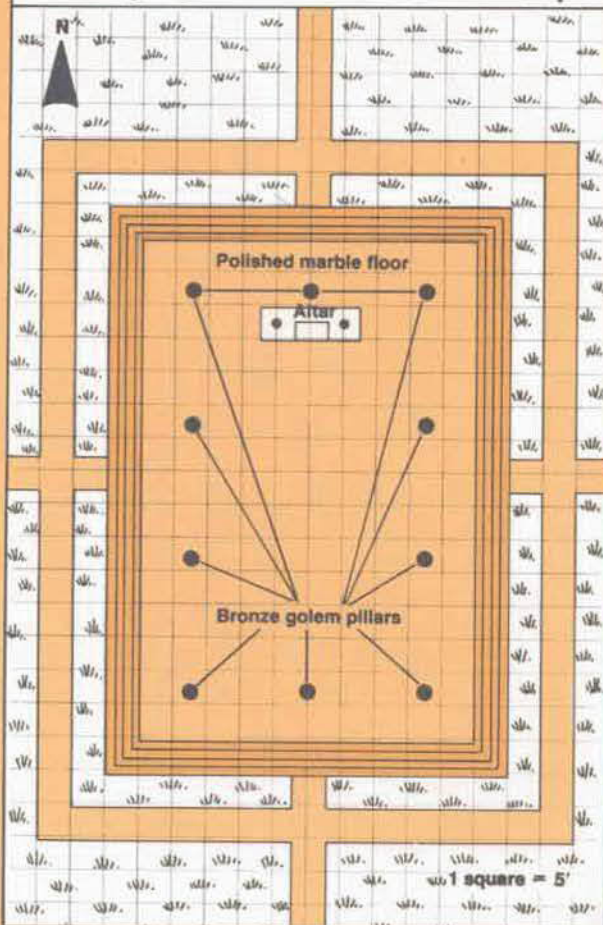 N
Polished marble floor
Altar
Bronze golem pillars
1 square = 5'